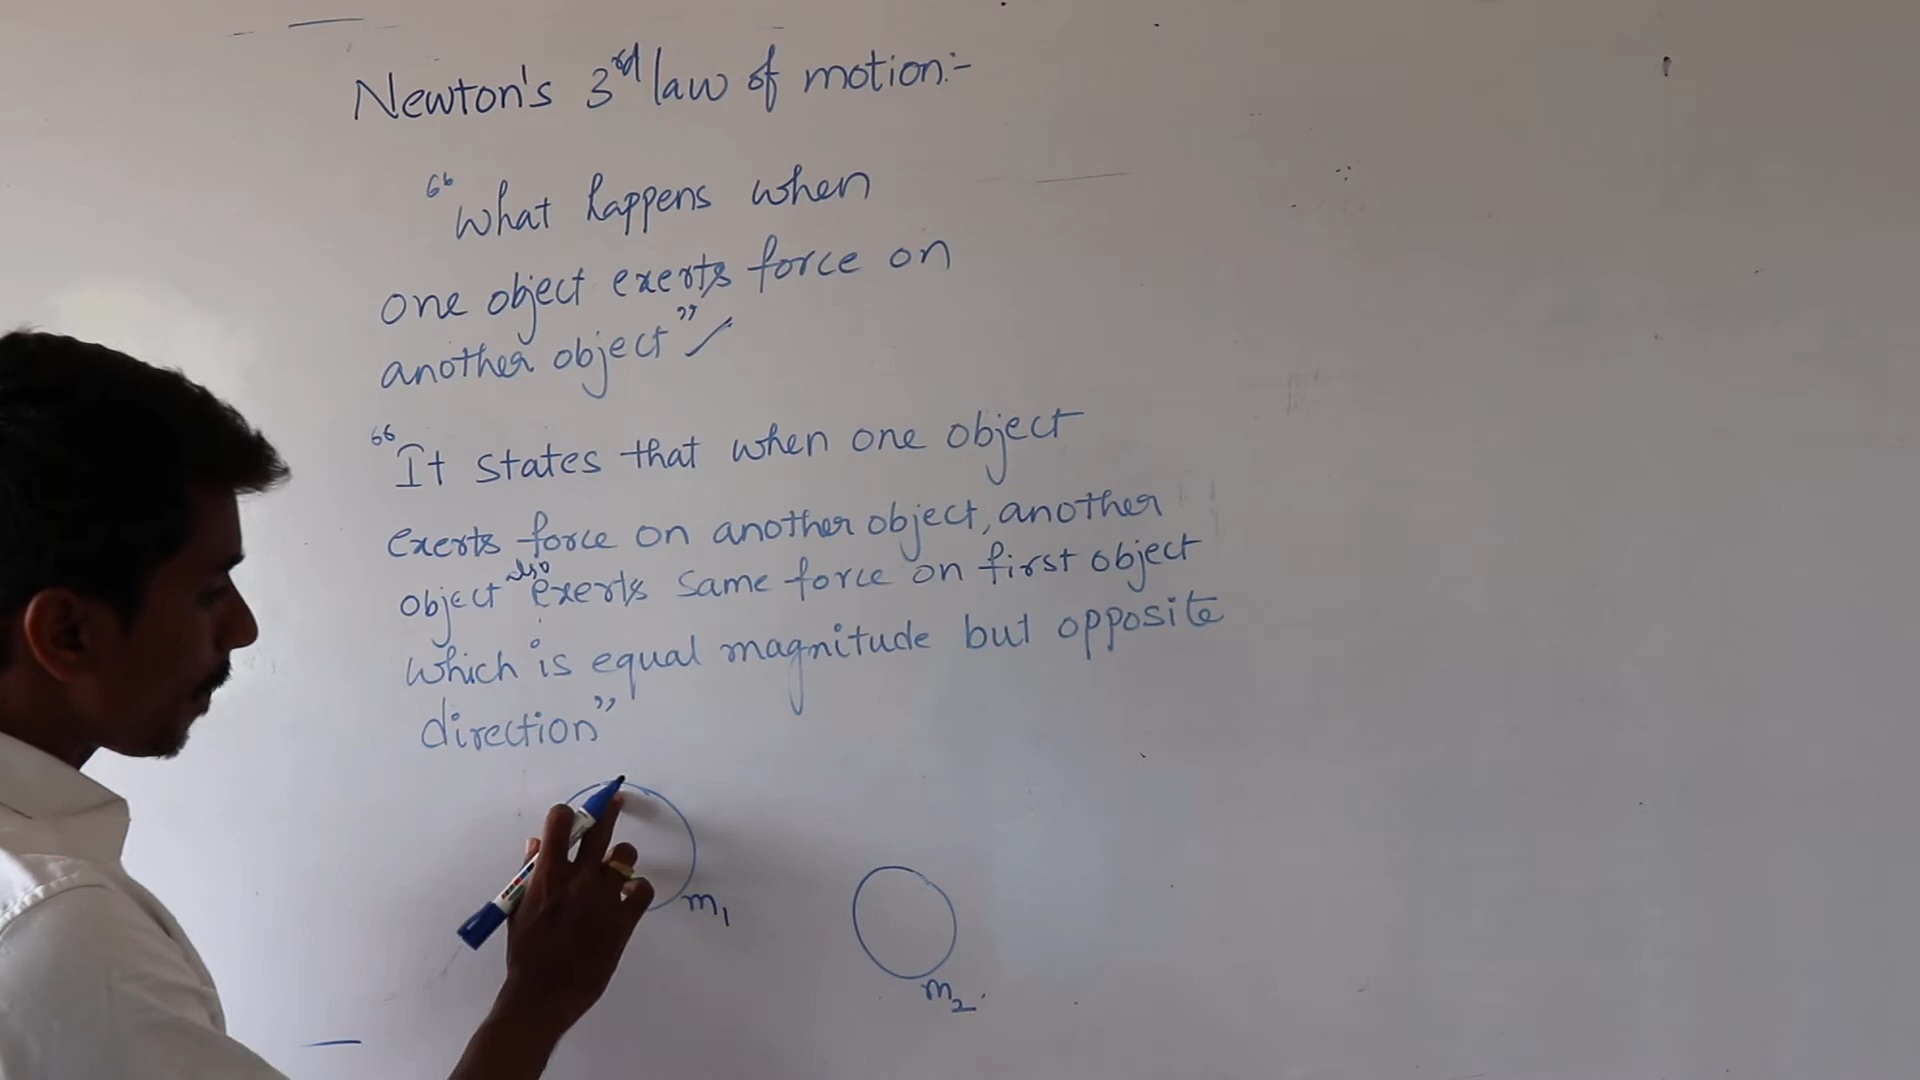 Newton's 3rd law of motion:-
"What happens when
one object exerts force on
another object"
"It states that when one object
exerts force on another object, another
object also exerts same force on first object
which is equal magnitude but opposite
direction"
m1
m2